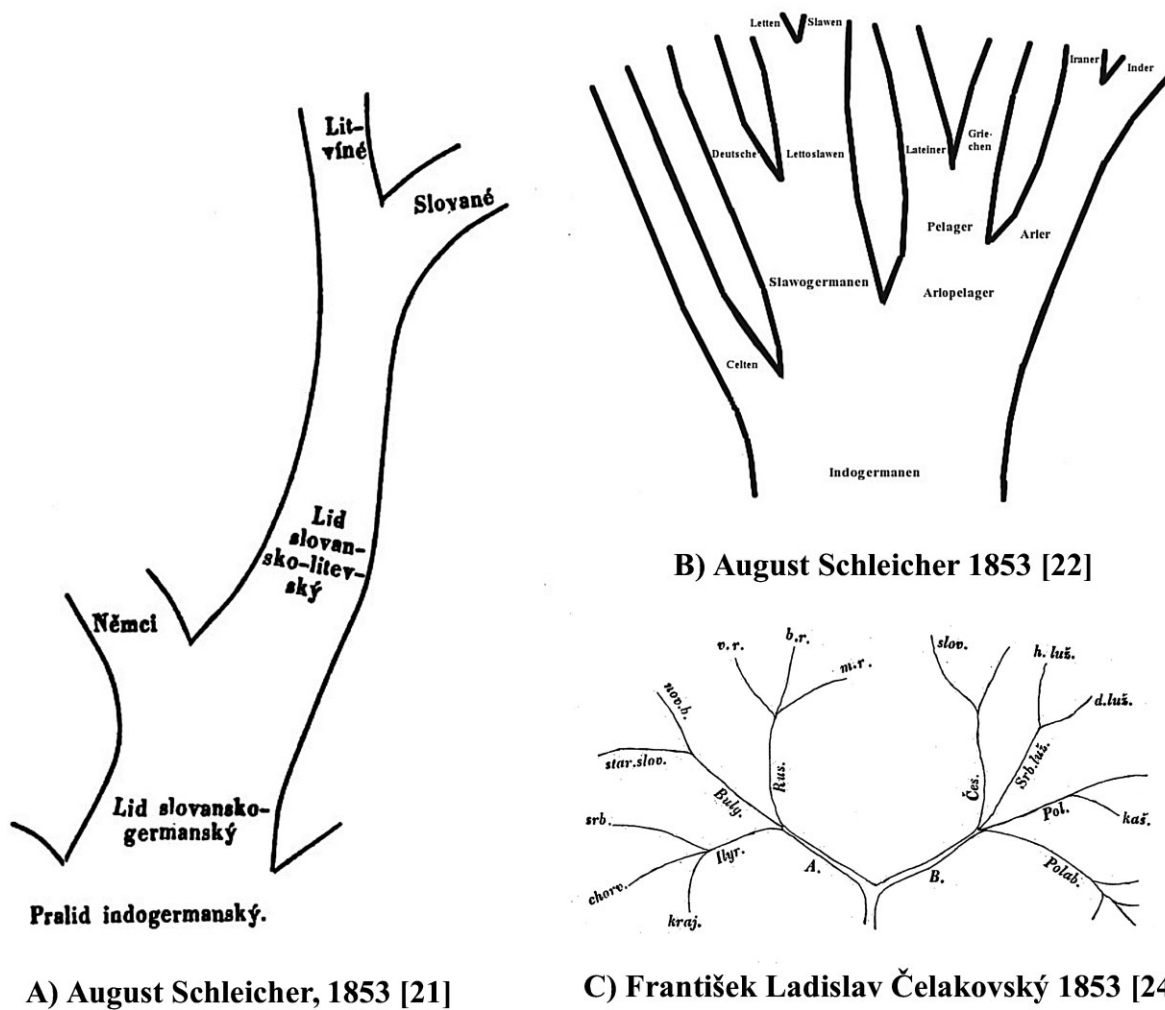 Lit-
víné
Slované
Lid
slovan-
sko-litev-
ský
Němci
Lid slovansko-
germanský
Pralid indogermanský.
A) August Schleicher, 1853 [21]
Letten
Slawen
Iraner
Inder
Deutsche
Lettoslawen
Lateiner
Grie-
chen
Pelager
Arier
Slawogermanen
Ariopelager
Celten
Indogermanen
B) August Schleicher 1853 [22]
v.r.
b.r.
m.r.
slov.
h. luž.
d.luž.
nov.b.
star.slov.
Rus.
Čes.
Srb.luž.
Bulg.
Pol.
kaš.
srb.
Ilyr.
A.
B.
Polab.
chorv.
kraj.
C) František Ladislav Čelakovský 1853 [24